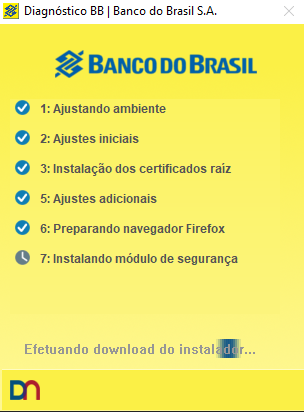 Diagnóstico BB | Banco do Brasil S.A.
BANCO DO BRASIL
1: Ajustando ambiente
2: Ajustes iniciais
3: Instalação dos certificados raíz
5: Ajustes adicionais
6: Preparando navegador Firefox
7: Instalando módulo de segurança
Efetuando download do instalador...